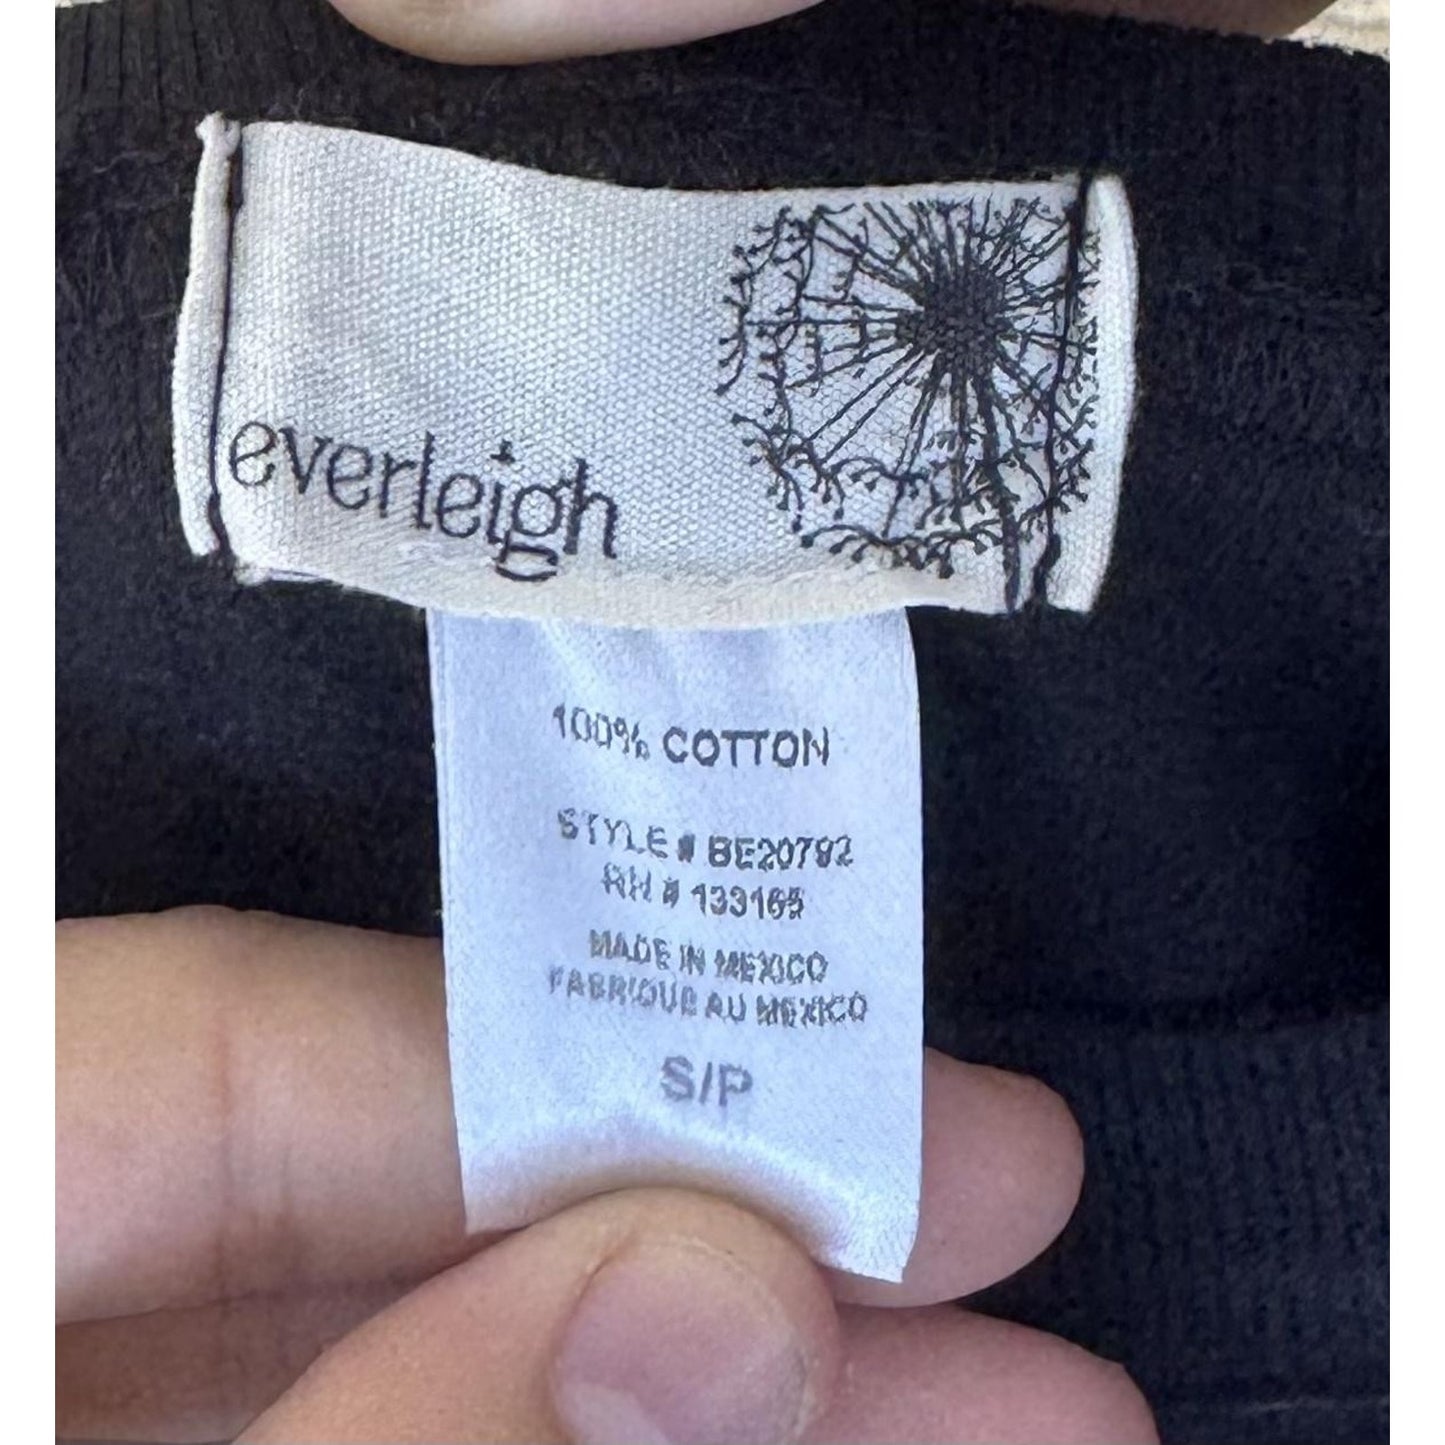 everleigh
100% COTTON
STYLE # BE20792
RN # 133165
MADE IN MEXICO
FABRIQUE AU MEXICO
S/P